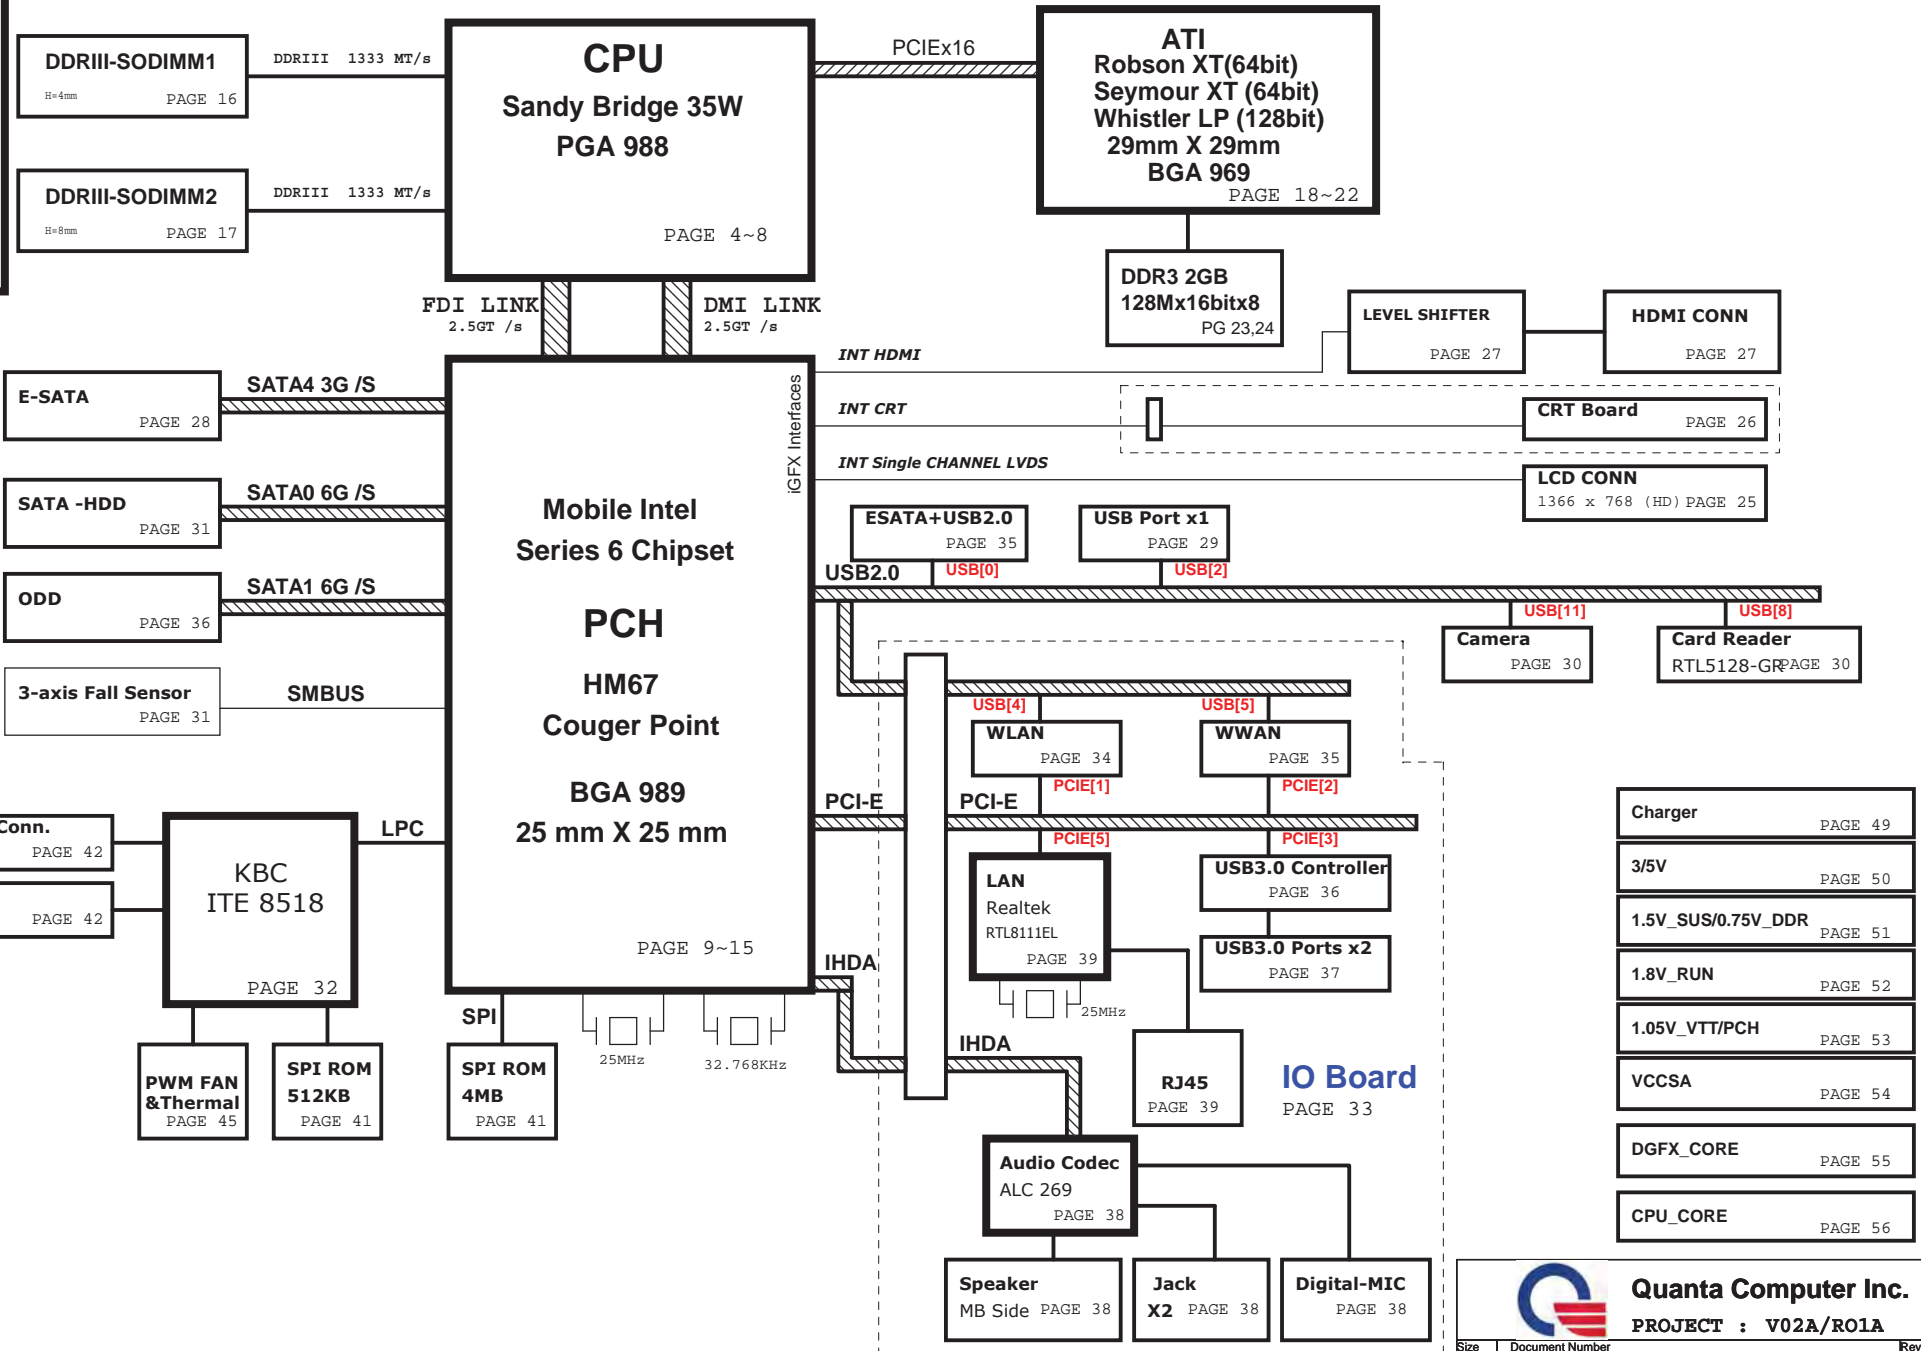 DDRIII-SODIMM1
H=4mm PAGE 16
DDRIII 1333 MT/s
DDRIII-SODIMM2
H=8mm PAGE 17
DDRIII 1333 MT/s
CPU
Sandy Bridge 35W
PGA 988
PAGE 4~8
PCIEx16
ATI
Robson XT(64bit)
Seymour XT (64bit)
Whistler LP (128bit)
29mm X 29mm
BGA 969
PAGE 18~22
DDR3 2GB
128Mx16bitx8
PG 23,24
FDI LINK
2.5GT /s
DMI LINK
2.5GT /s
E-SATA
PAGE 28
SATA4 3G /S
SATA -HDD
PAGE 31
SATA0 6G /S
ODD
PAGE 36
SATA1 6G /S
3-axis Fall Sensor
PAGE 31
SMBUS
Mobile Intel
Series 6 Chipset
PCH
HM67
Couger Point
BGA 989
25 mm X 25 mm
PAGE 9~15
iGFX Interfaces
INT HDMI
LEVEL SHIFTER
PAGE 27
HDMI CONN
PAGE 27
INT CRT
CRT Board
PAGE 26
INT Single CHANNEL LVDS
LCD CONN
1366 x 768 (HD) PAGE 25
ESATA+USB2.0
PAGE 35
USB[0]
USB Port x1
PAGE 29
USB[2]
USB2.0
USB[11]
Camera
PAGE 30
USB[8]
Card Reader
RTL5128-GR PAGE 30
USB[4]
WLAN
PAGE 34
PCIE[1]
USB[5]
WWAN
PAGE 35
PCIE[2]
PCI-E
PCI-E
PCIE[5]
LAN
Realtek
RTL8111EL
PAGE 39
25MHz
PCIE[3]
USB3.0 Controller
PAGE 36
USB3.0 Ports x2
PAGE 37
RJ45
PAGE 39
IO Board
PAGE 33
Conn.
PAGE 42
PAGE 42
KBC
ITE 8518
PAGE 32
LPC
PWM FAN
&Thermal
PAGE 45
SPI ROM
512KB
PAGE 41
SPI
SPI ROM
4MB
PAGE 41
25MHz
32.768KHz
IHDA
IHDA
Audio Codec
ALC 269
PAGE 38
Speaker
MB Side PAGE 38
Jack
X2 PAGE 38
Digital-MIC
PAGE 38
Charger
PAGE 49
3/5V
PAGE 50
1.5V_SUS/0.75V_DDR
PAGE 51
1.8V_RUN
PAGE 52
1.05V_VTT/PCH
PAGE 53
VCCSA
PAGE 54
DGFX_CORE
PAGE 55
CPU_CORE
PAGE 56
Quanta Computer Inc.
PROJECT : V02A/RO1A
Size Document Number Rev